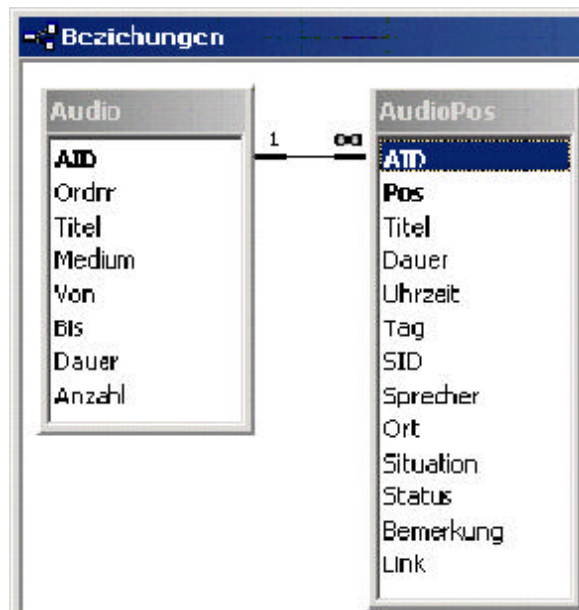 Beziehungen
Audio
AID
Ordnr
Titel
Medium
Von
Bis
Dauer
Anzahl
1
∞
AudioPos
AID
Pos
Titel
Dauer
Uhrzeit
Tag
SID
Sprecher
Ort
Situation
Status
Bemerkung
Link